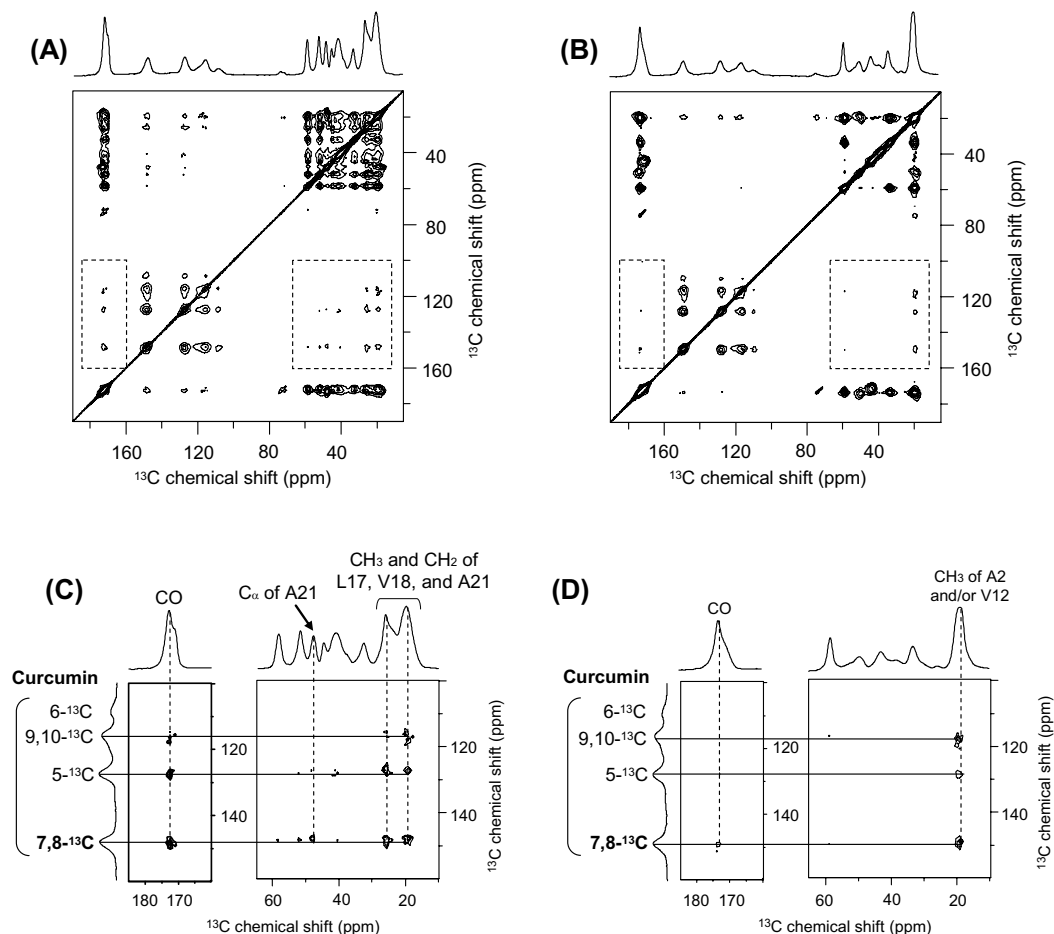 (A)
(B)
40
80
120
160
¹³C chemical shift (ppm)
160 120 80 40
¹³C chemical shift (ppm)
40
80
120
160
¹³C chemical shift (ppm)
160 120 80 40
¹³C chemical shift (ppm)
(C)
CO
Cα of A21
CH₃ and CH₂ of
L17, V18, and A21
Curcumin
6-¹³C
9,10-¹³C
5-¹³C
7,8-¹³C
120
140
120
140
¹³C chemical shift (ppm)
180 170
60 40 20
¹³C chemical shift (ppm)
(D)
CO
CH₃ of A2
and/or V12
Curcumin
6-¹³C
9,10-¹³C
5-¹³C
7,8-¹³C
120
140
120
140
¹³C chemical shift (ppm)
180 170
60 40 20
¹³C chemical shift (ppm)